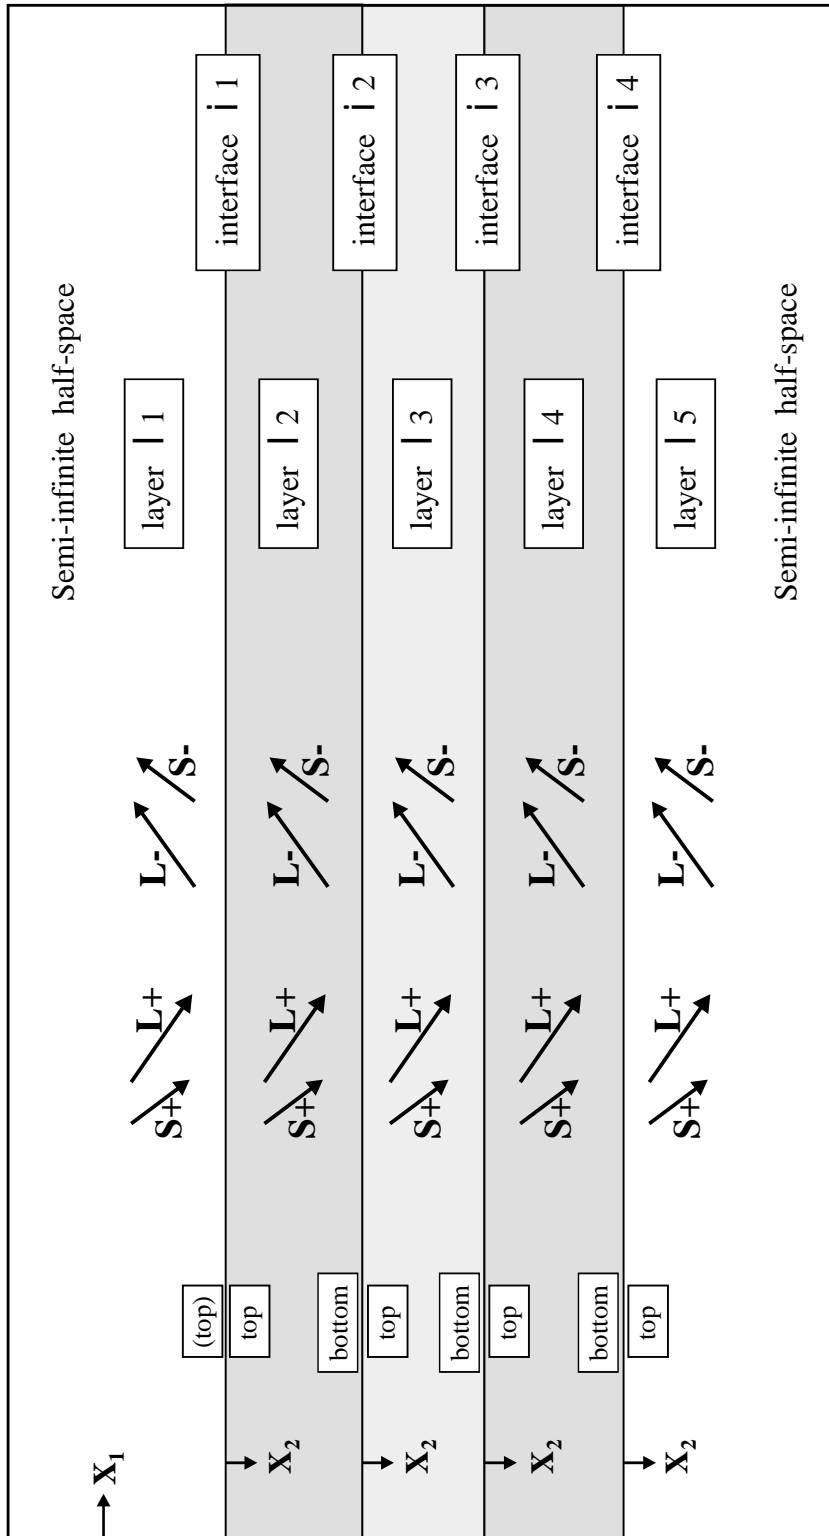 Semi-infinite half-space
X₁
S+ L+ L- S- layer l 1
(top)
interface i 1
top
X₂ S+ L+ L- S- layer l 2
bottom
interface i 2
top
X₂ S+ L+ L- S- layer l 3
bottom
interface i 3
top
X₂ S+ L+ L- S- layer l 4
bottom
interface i 4
top
X₂ S+ L+ L- S- layer l 5
Semi-infinite half-space